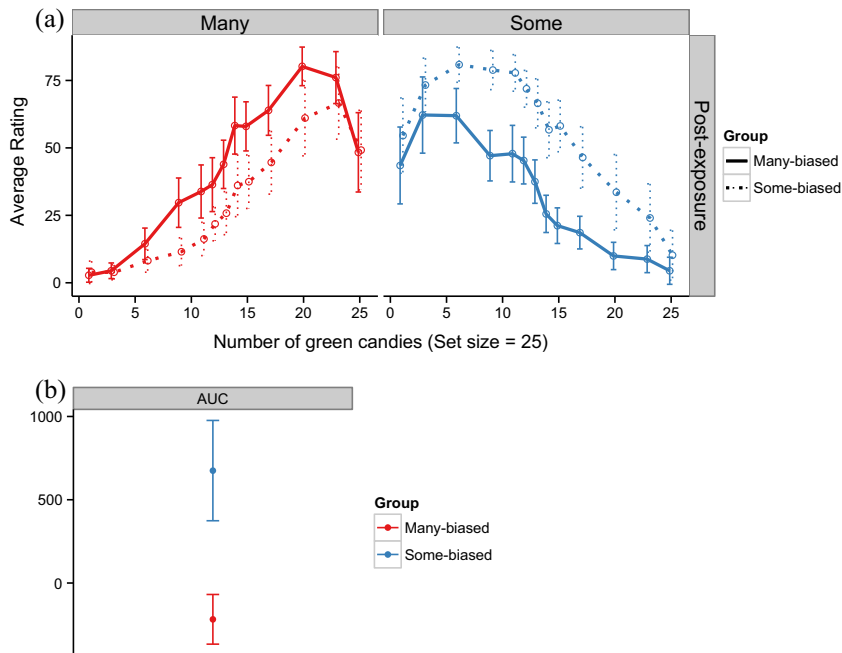 (a)
Many
Some
75
50
25
0
Average Rating
Post-exposure
0 5 10 15 20 25
0 5 10 15 20 25
Number of green candies (Set size = 25)
Group
Many-biased
Some-biased
(b)
AUC
1000
500
0
Group
Many-biased
Some-biased